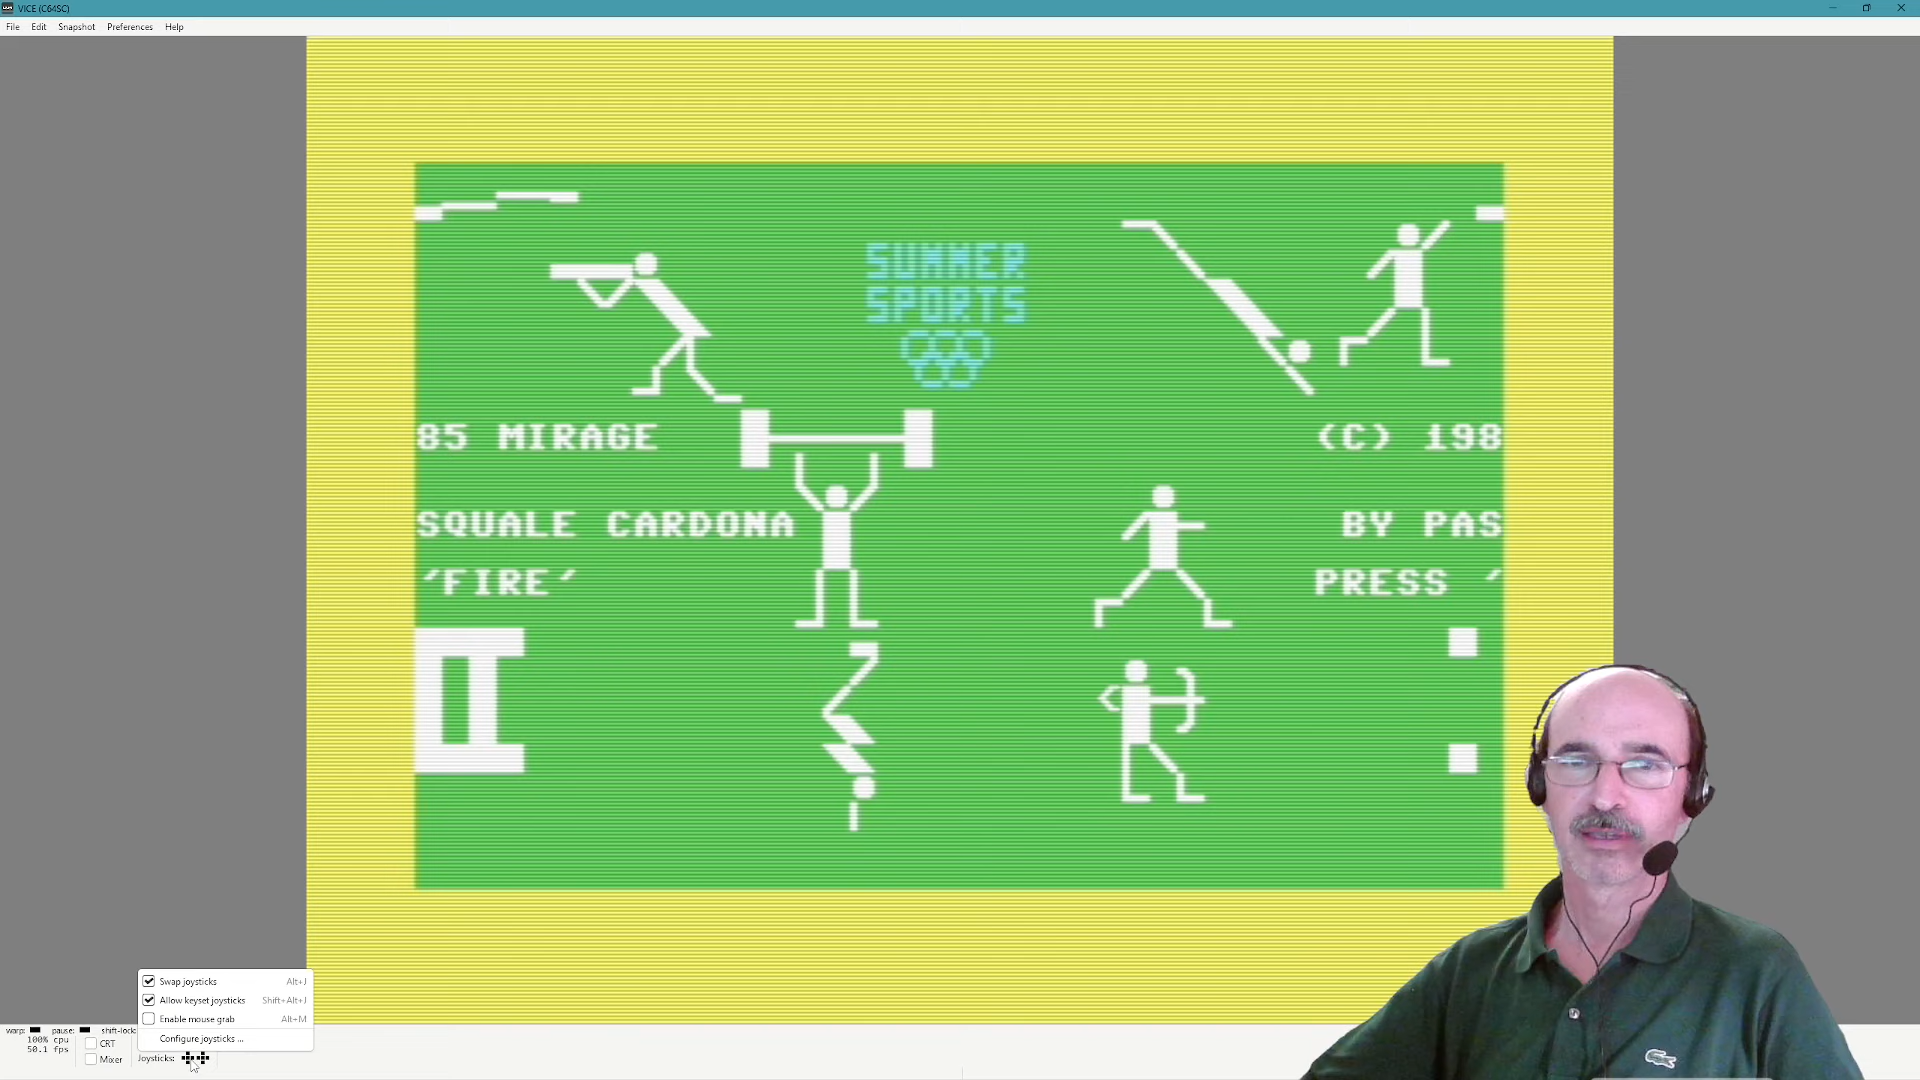 VICE (C64SC)
File Edit Snapshot Preferences Help
SUMMER
SPORTS
85 MIRAGE (C) 198
SQUALE CARDONA BY PAS
'FIRE' PRESS '
II
Swap joysticks Alt+J
Allow keyset joysticks Shift+Alt+J
Enable mouse grab Alt+M
Configure joysticks ...
warp: pause: shift-lock:
100% cpu
50.1 fps
CRT
Mixer
Joysticks: